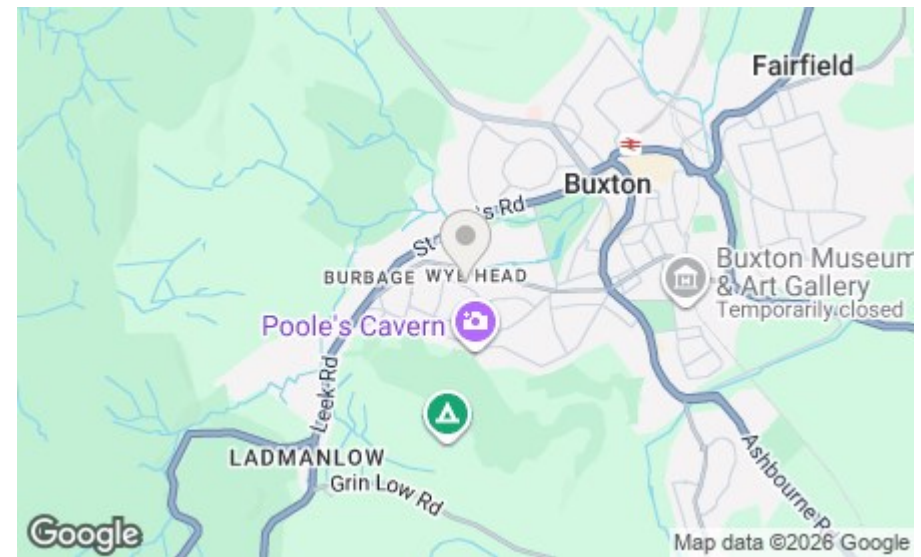 Fairfield
Buxton
St
's Rd
BURBAGE
WYE HEAD
Buxton Museum
& Art Gallery
Temporarily closed
Poole's Cavern
Leek Rd
LADMANLOW
Grin Low Rd
Ashbourne R
Google
Map data ©2026 Google